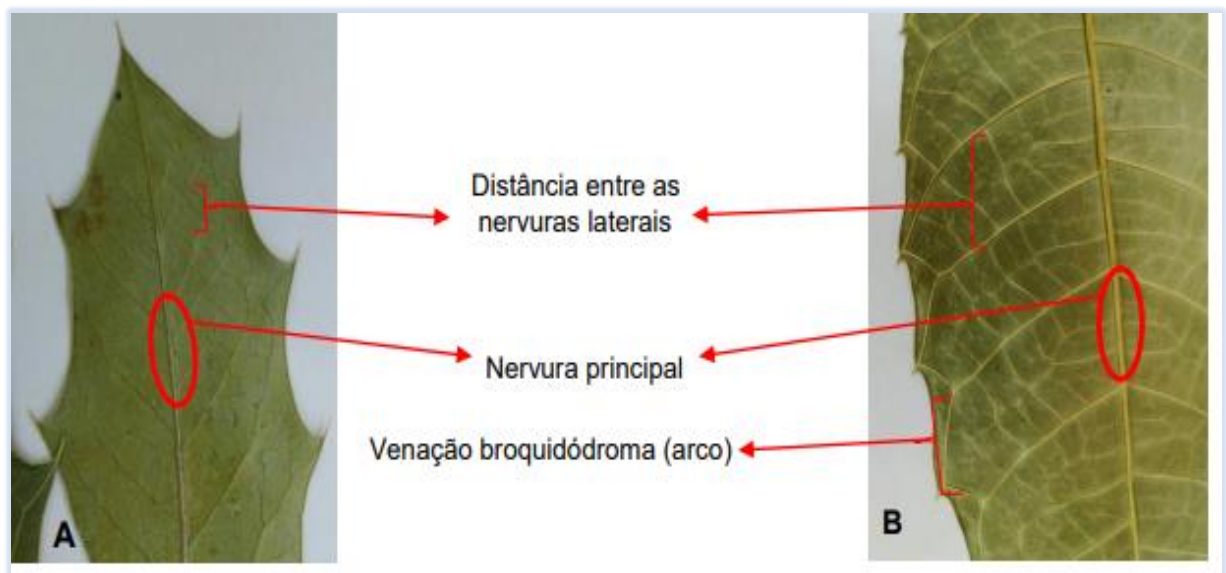 Distância entre as
nervuras laterais
Nervura principal
Venação broquidódroma (arco)
A
B